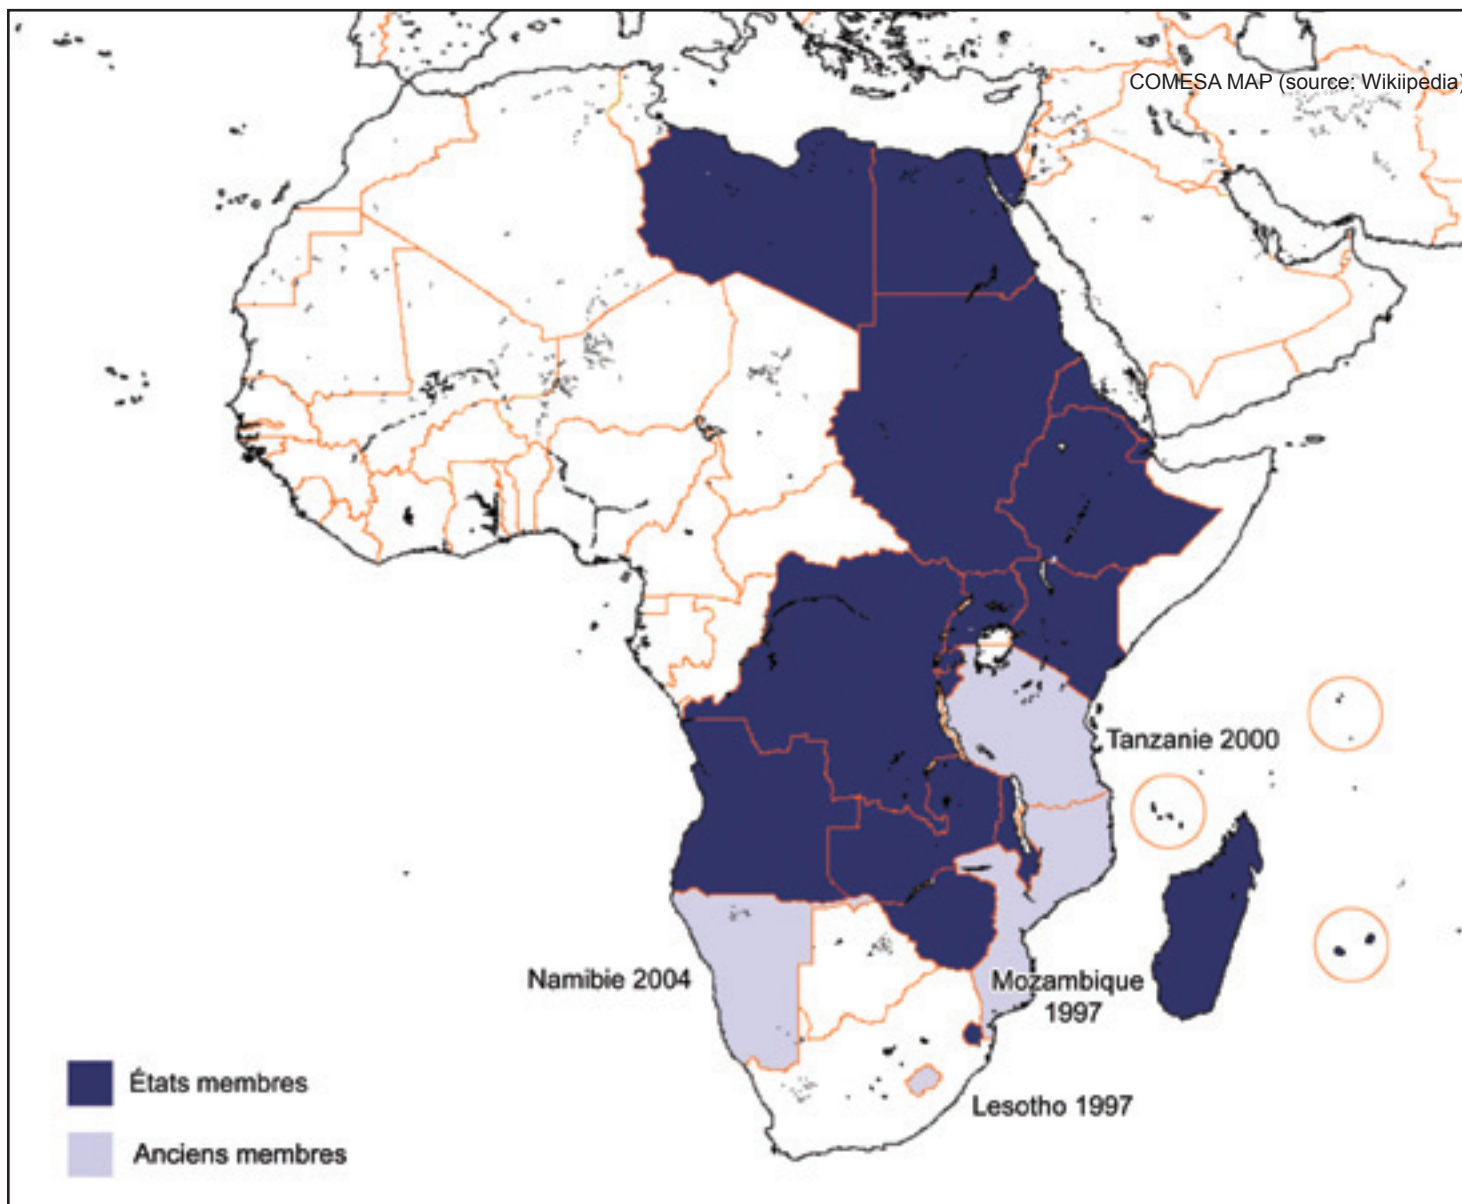 COMESA MAP (source: Wikiipedia)
Tanzanie 2000
Namibie 2004
Mozambique
1997
Lesotho 1997
États membres
Anciens membres